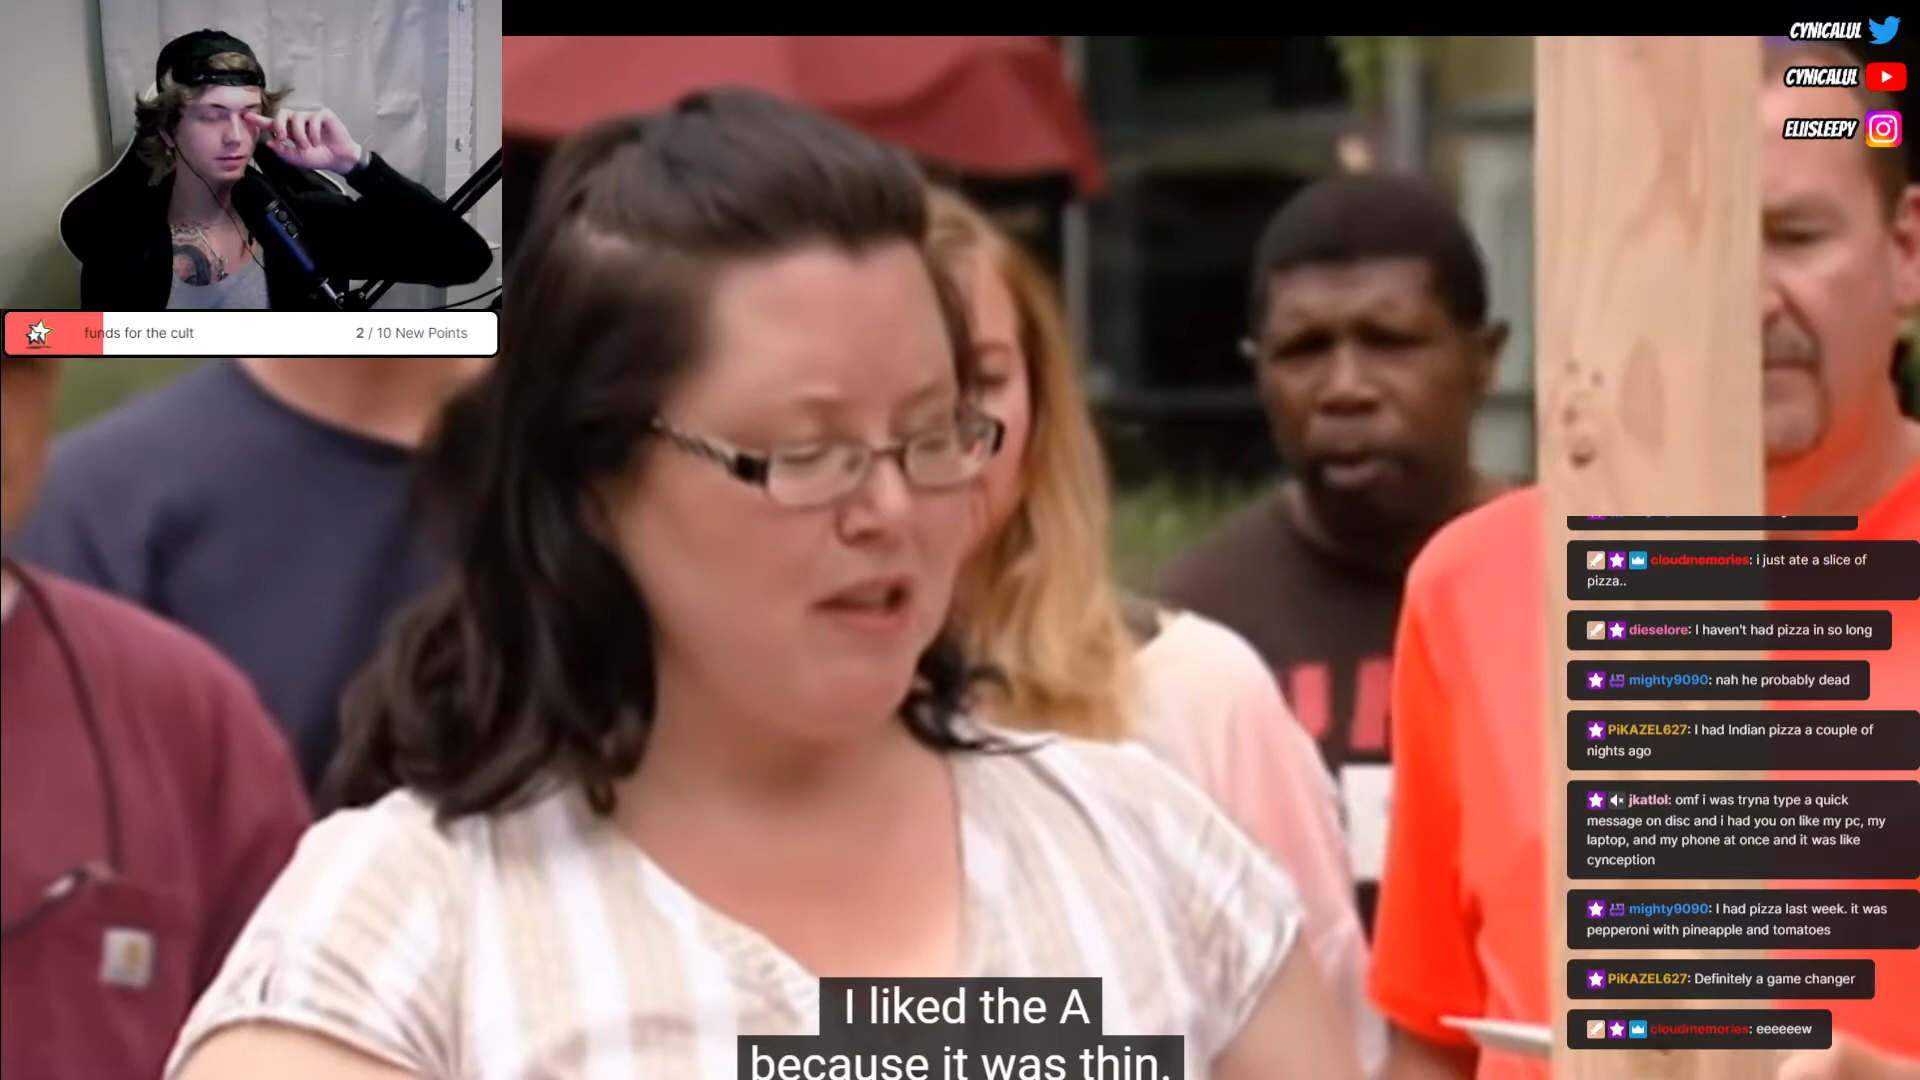 CYNICALUL
CYNICALUL
ELIISLEEPY
funds for the cult
2 / 10 New Points
cloudmemories: i just ate a slice of
pizza..
dieselore: I haven't had pizza in so long
mighty9090: nah he probably dead
PiKAZEL627: I had Indian pizza a couple of
nights ago
jkatlol: omf i was tryna type a quick
message on disc and i had you on like my pc, my
laptop, and my phone at once and it was like
cynception
mighty9090: I had pizza last week. it was
pepperoni with pineapple and tomatoes
PiKAZEL627: Definitely a game changer
cloudmemories: eeeeeew
I liked the A
because it was thin.